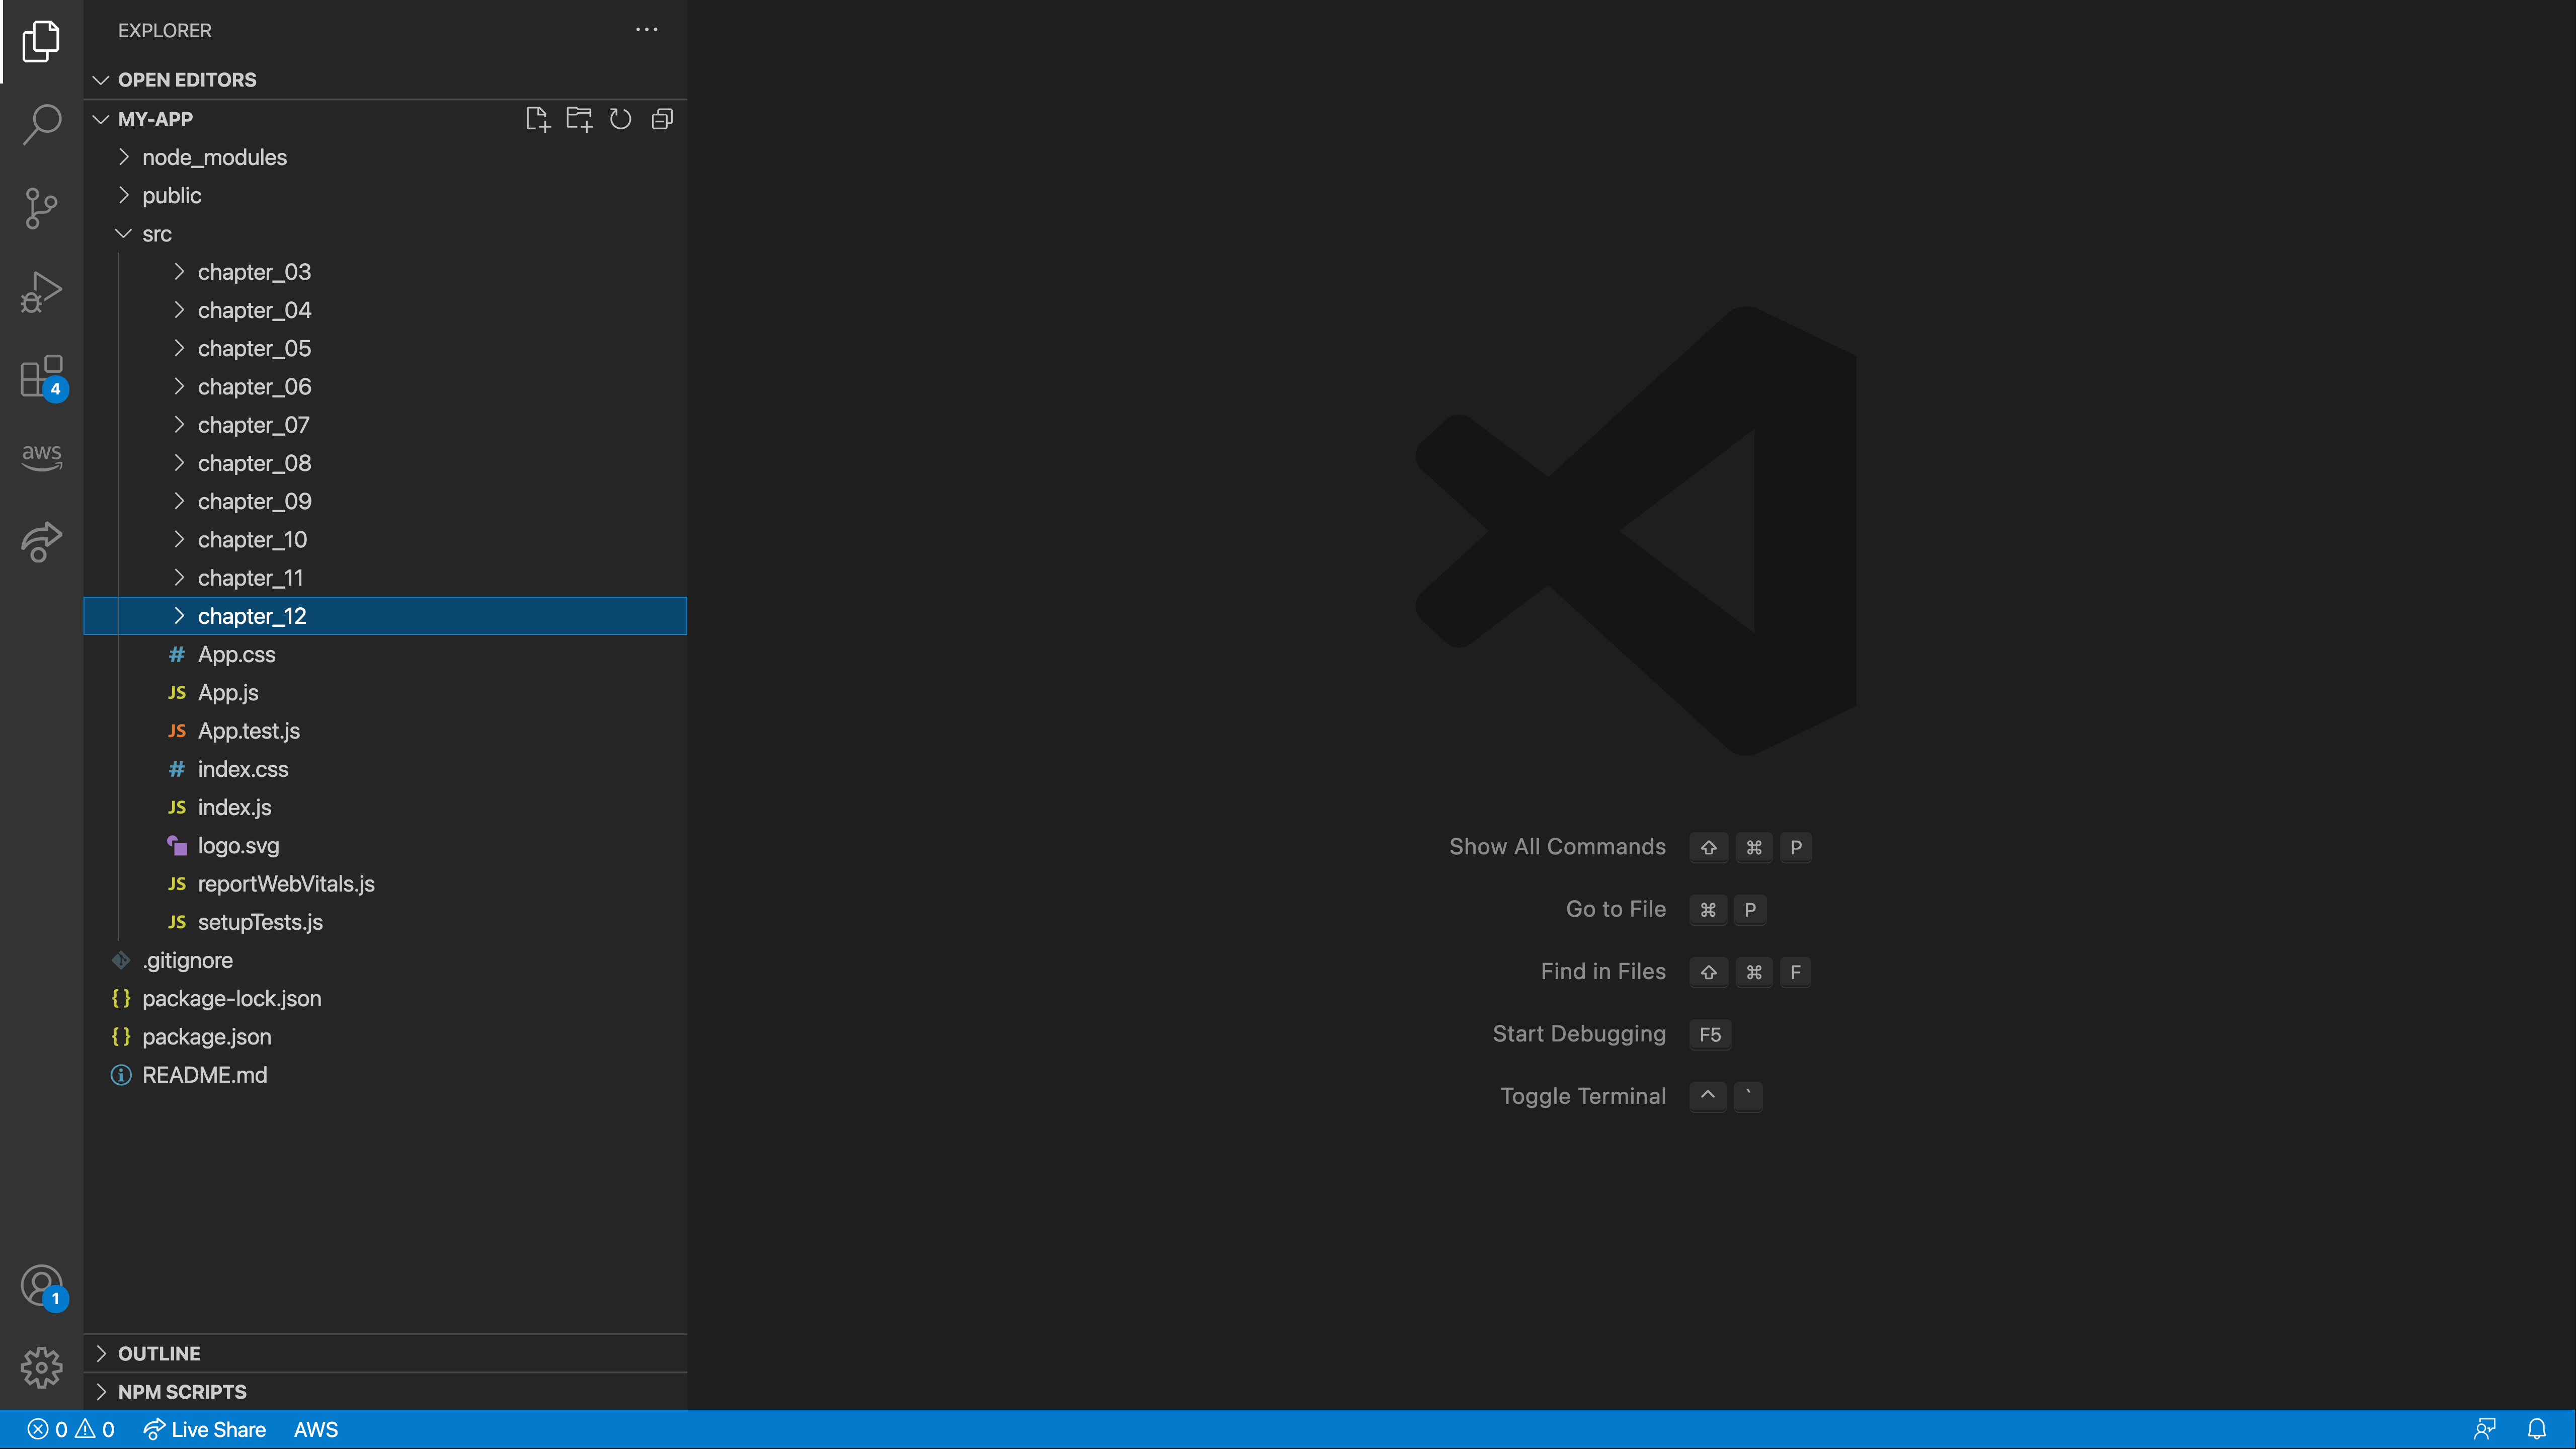 EXPLORER
OPEN EDITORS
MY-APP
node_modules
public
src
chapter_03
chapter_04
chapter_05
chapter_06
chapter_07
chapter_08
chapter_09
chapter_10
chapter_11
chapter_12
# App.css
JS App.js
JS App.test.js
# index.css
JS index.js
logo.svg
JS reportWebVitals.js
JS setupTests.js
.gitignore
{} package-lock.json
{} package.json
README.md
OUTLINE
NPM SCRIPTS
4
aws
1
Show All Commands ⇧ ⌘ P
Go to File ⌘ P
Find in Files ⇧ ⌘ F
Start Debugging F5
Toggle Terminal ^ `
0 0 Live Share AWS